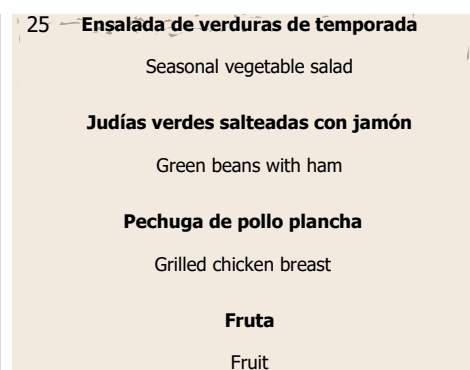 25 Ensalada de verduras de temporada
Seasonal vegetable salad
Judías verdes salteadas con jamón
Green beans with ham
Pechuga de pollo plancha
Grilled chicken breast
Fruta
Fruit